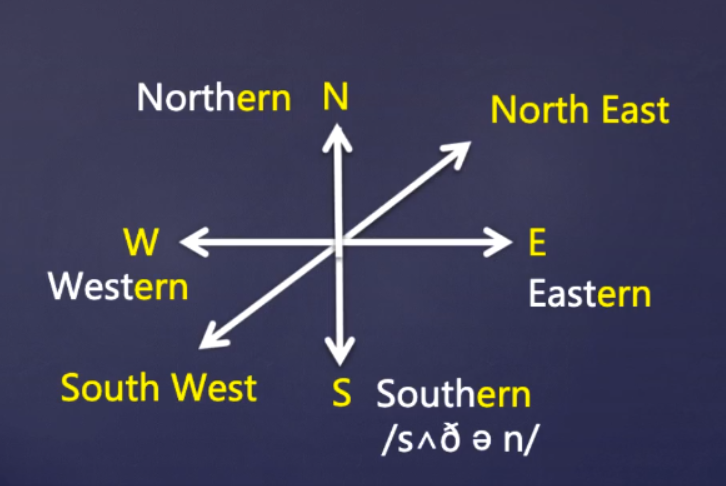 Northern N
North East
W
E
Western
Eastern
South West
S Southern
/s˄ð ə n/